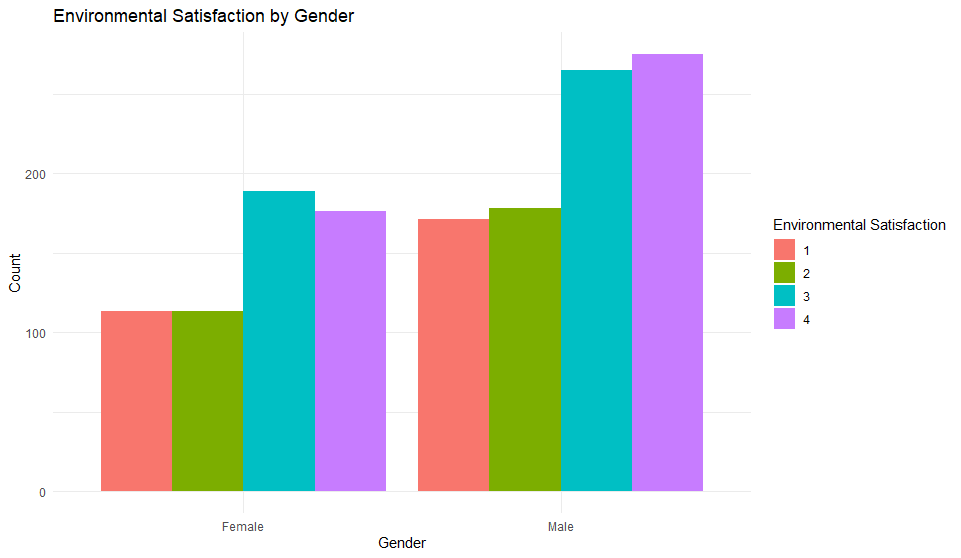 Environmental Satisfaction by Gender
Count
200
100
0
Female
Male
Gender
Environmental Satisfaction
1
2
3
4